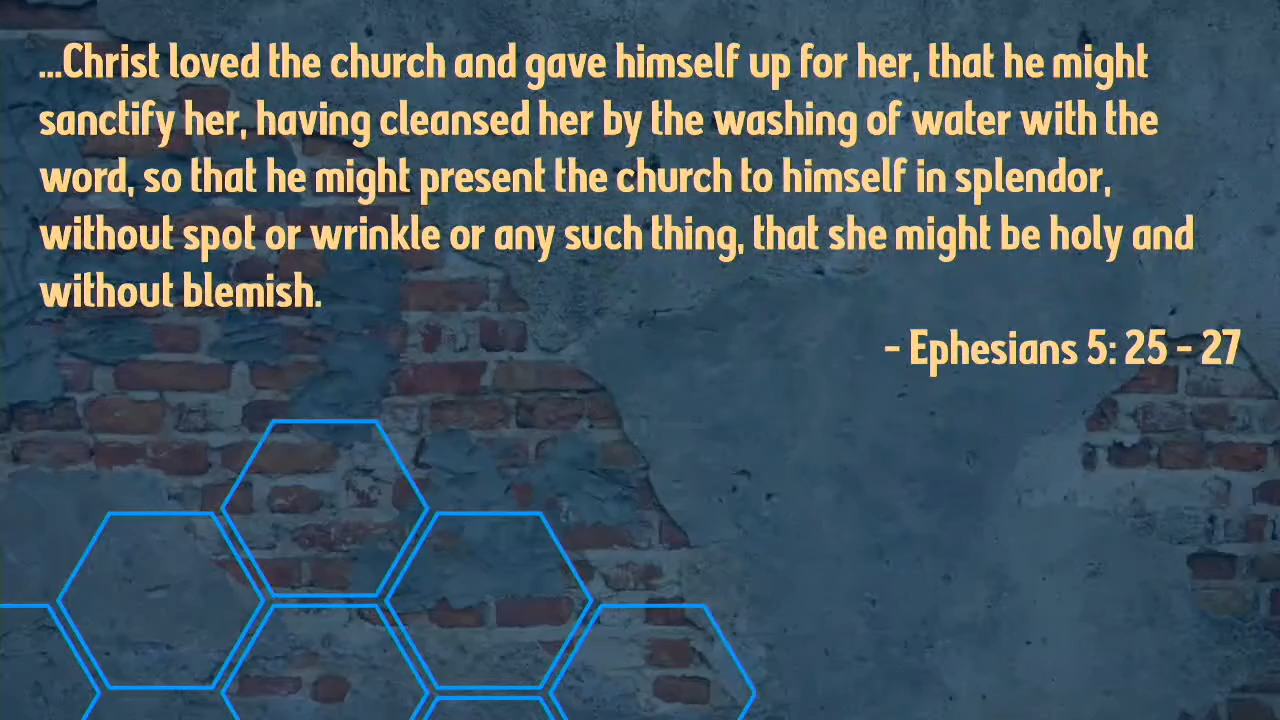 ...Christ loved the church and gave himself up for her, that he might
sanctify her, having cleansed her by the washing of water with the
word, so that he might present the church to himself in splendor,
without spot or wrinkle or any such thing, that she might be holy and
without blemish.
- Ephesians 5: 25 - 27